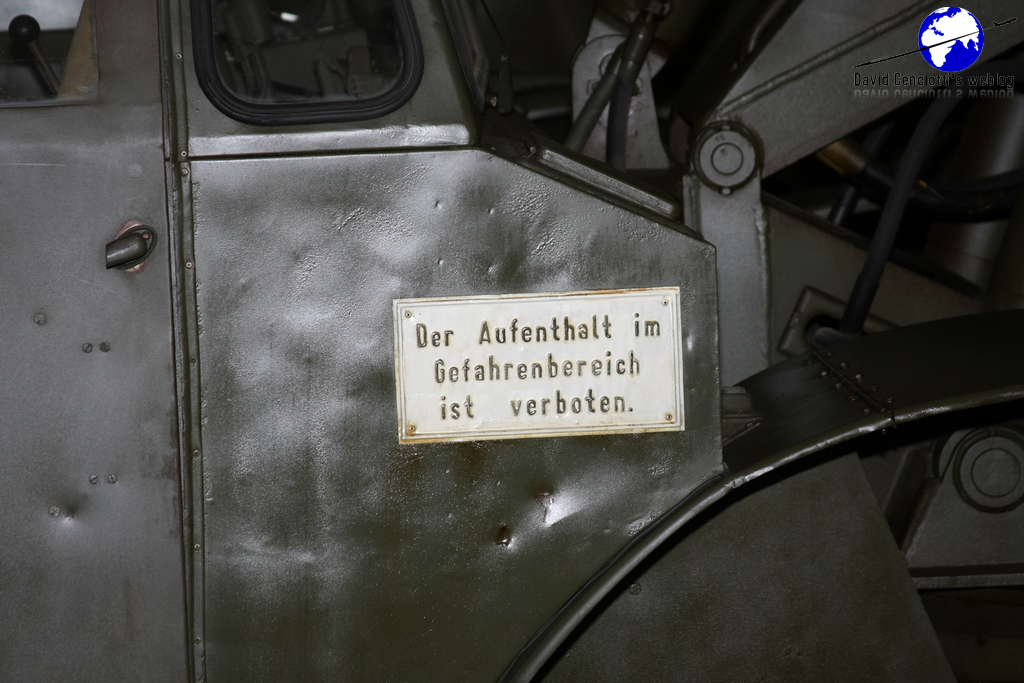 David Cenciotti's weblog
Der Aufenthalt im
Gefahrenbereich
ist verboten.